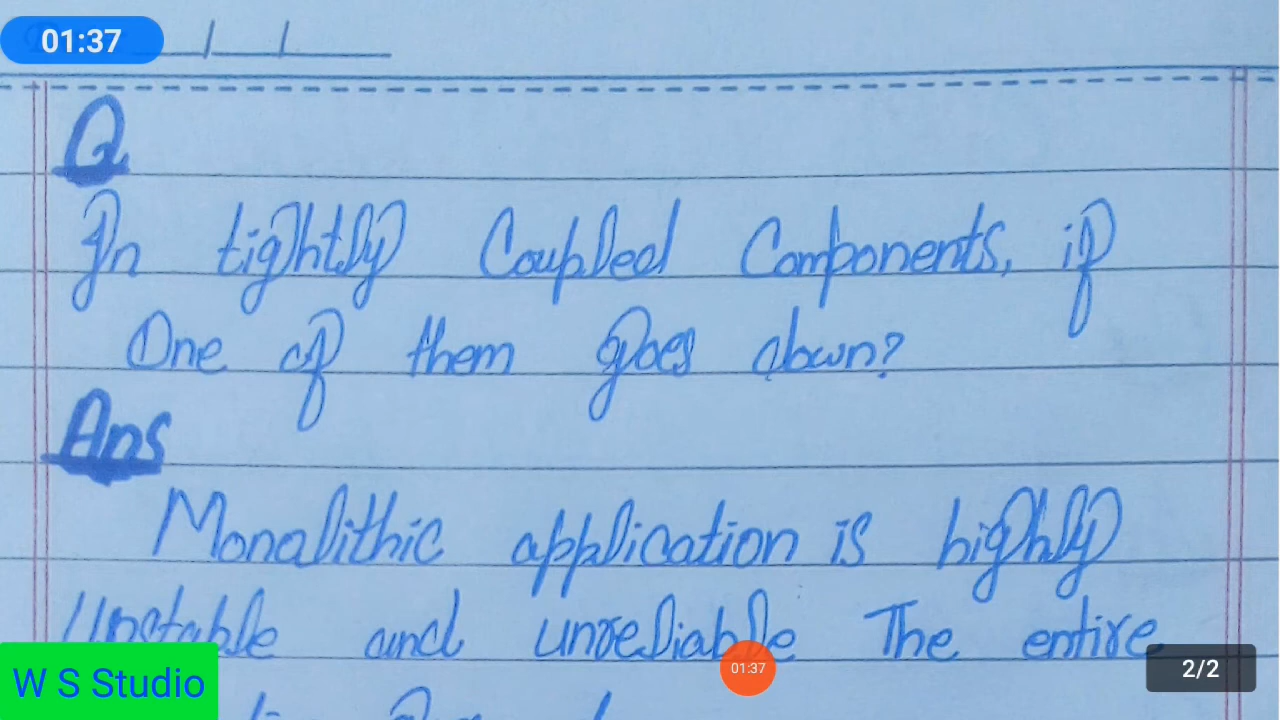 01:37
Q
In tightly Coupled Components, if
One of them goes down?
Ans
Monalithic application is highly
Unstable and unreliable The entire
01:37
2/2
W S Studio